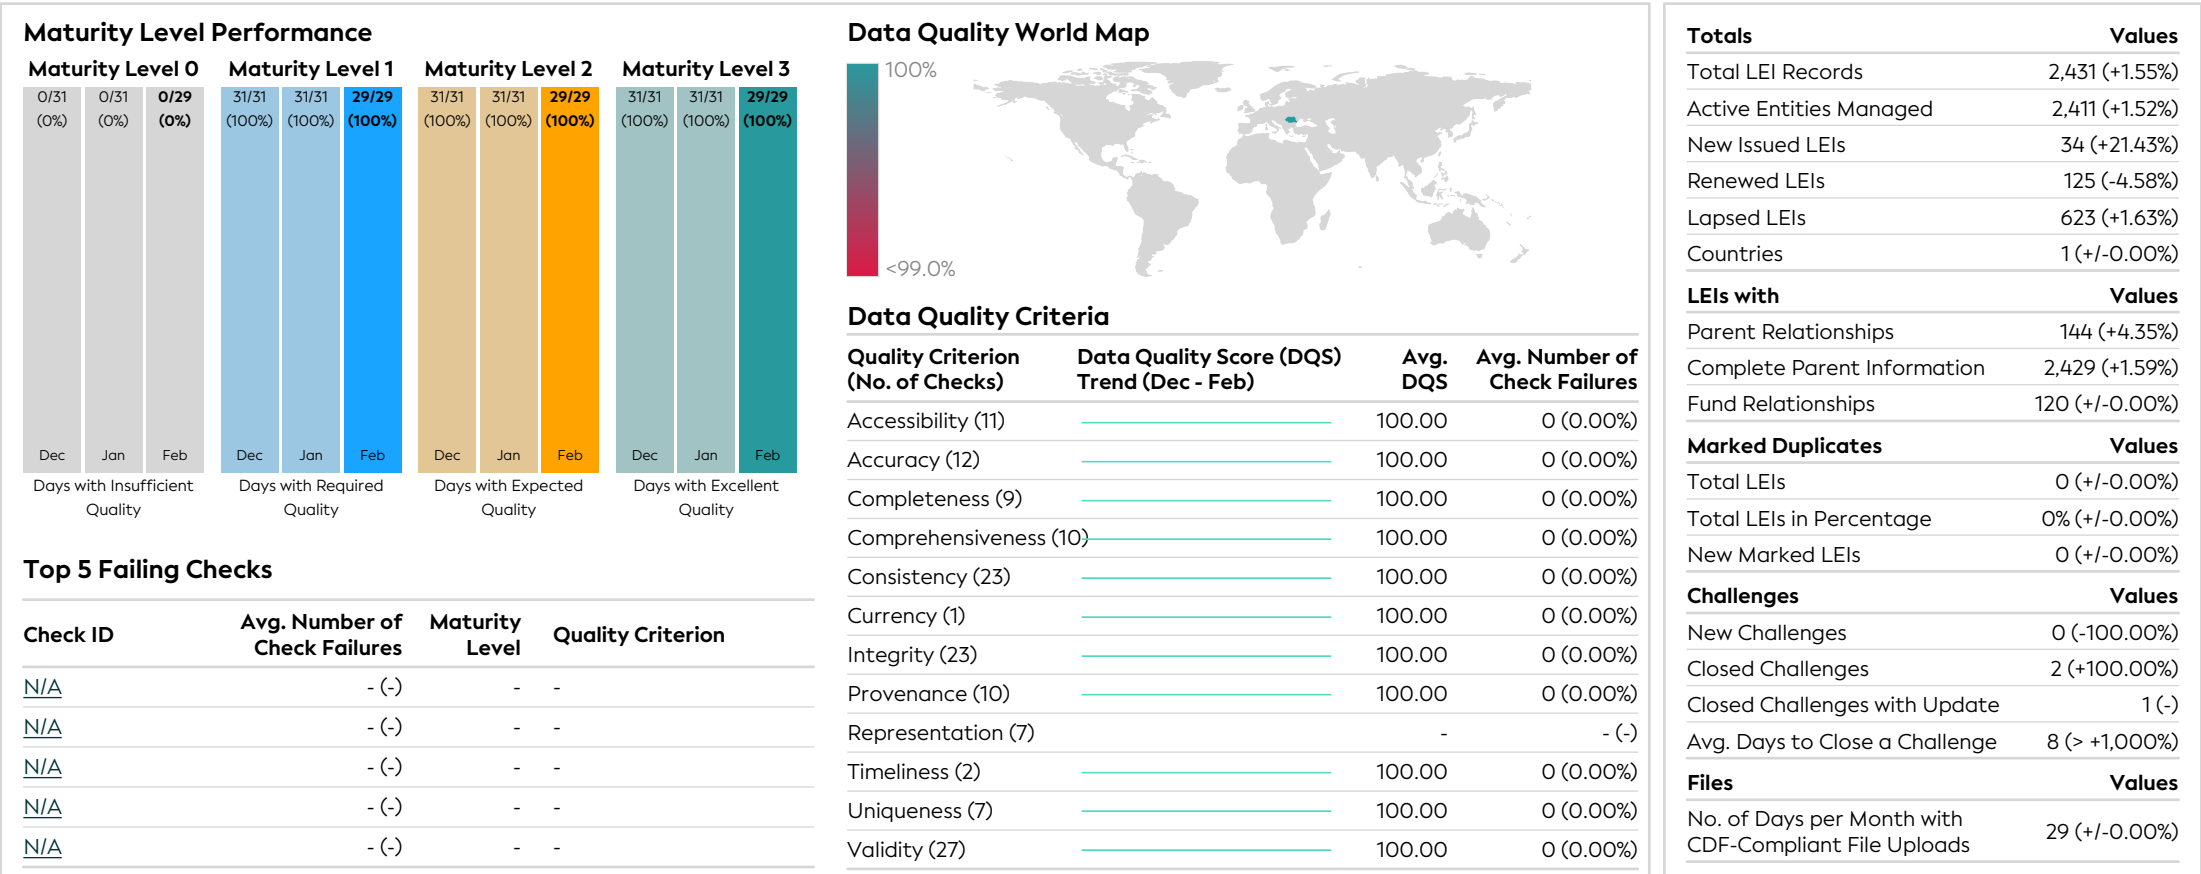 Maturity Level Performance
Maturity Level 0 Maturity Level 1 Maturity Level 2 Maturity Level 3
0/31 0/31 0/29 31/31 31/31 29/29 31/31 31/31 29/29 31/31 31/31 29/29
(0%) (0%) (0%) (100%) (100%) (100%) (100%) (100%) (100%) (100%) (100%) (100%)
Dec Jan Feb Dec Jan Feb Dec Jan Feb Dec Jan Feb
Days with Insufficient Days with Required Days with Expected Days with Excellent
Quality Quality Quality Quality
Top 5 Failing Checks
Avg. Number of Maturity
Check ID Quality Criterion
Check Failures Level
N/A - (-) - -
N/A - (-) - -
N/A - (-) - -
N/A - (-) - -
N/A - (-) - -
Data Quality World Map
100%
<99.0%
Data Quality Criteria
Quality Criterion Data Quality Score (DQS) Avg. Avg. Number of
(No. of Checks) Trend (Dec - Feb) DQS Check Failures
Accessibility (11) 100.00 0 (0.00%)
Accuracy (12) 100.00 0 (0.00%)
Completeness (9) 100.00 0 (0.00%)
Comprehensiveness (10) 100.00 0 (0.00%)
Consistency (23) 100.00 0 (0.00%)
Currency (1) 100.00 0 (0.00%)
Integrity (23) 100.00 0 (0.00%)
Provenance (10) 100.00 0 (0.00%)
Representation (7) - - (-)
Timeliness (2) 100.00 0 (0.00%)
Uniqueness (7) 100.00 0 (0.00%)
Validity (27) 100.00 0 (0.00%)
Totals Values
Total LEI Records 2,431 (+1.55%)
Active Entities Managed 2,411 (+1.52%)
New Issued LEIs 34 (+21.43%)
Renewed LEIs 125 (-4.58%)
Lapsed LEIs 623 (+1.63%)
Countries 1 (+/-0.00%)
LEIs with Values
Parent Relationships 144 (+4.35%)
Complete Parent Information 2,429 (+1.59%)
Fund Relationships 120 (+/-0.00%)
Marked Duplicates Values
Total LEIs 0 (+/-0.00%)
Total LEIs in Percentage 0% (+/-0.00%)
New Marked LEIs 0 (+/-0.00%)
Challenges Values
New Challenges 0 (-100.00%)
Closed Challenges 2 (+100.00%)
Closed Challenges with Update 1 (-)
Avg. Days to Close a Challenge 8 (> +1,000%)
Files Values
No. of Days per Month with
CDF-Compliant File Uploads 29 (+/-0.00%)